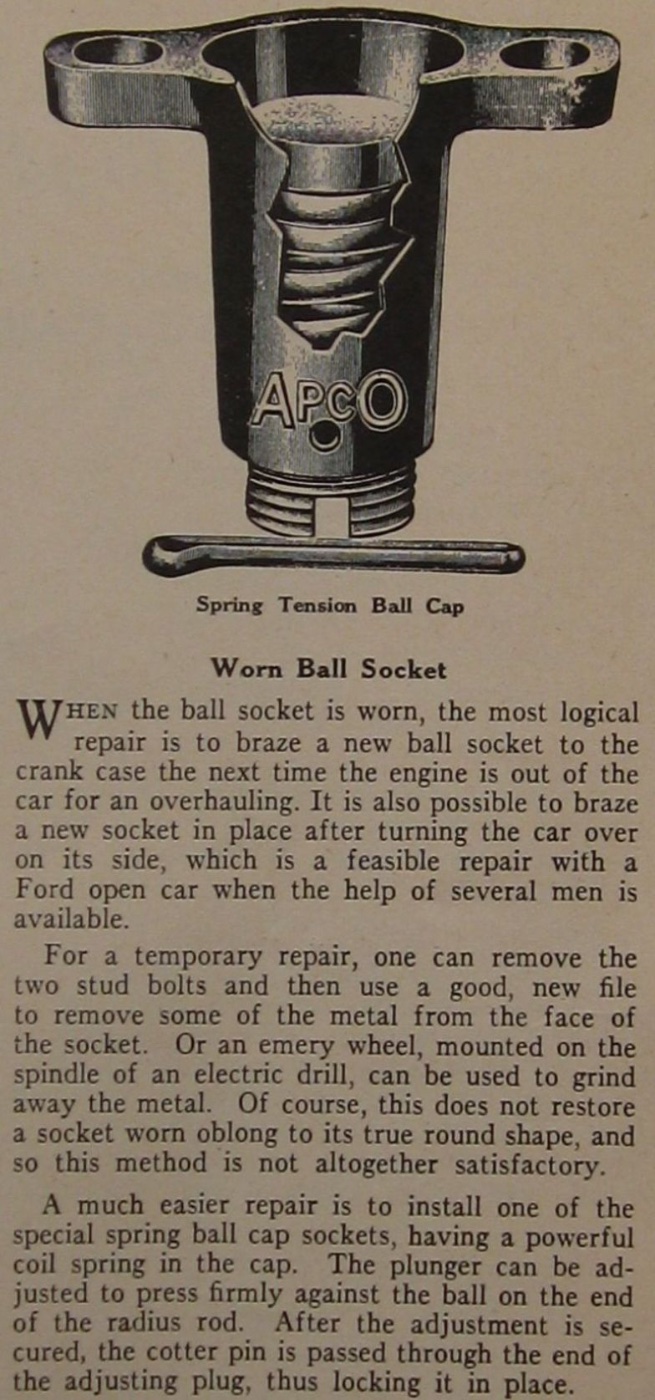 APCO
Spring Tension Ball Cap
Worn Ball Socket
WHEN the ball socket is worn, the most logical
repair is to braze a new ball socket to the
crank case the next time the engine is out of the
car for an overhauling. It is also possible to braze
a new socket in place after turning the car over
on its side, which is a feasible repair with a
Ford open car when the help of several men is
available.
For a temporary repair, one can remove the
two stud bolts and then use a good, new file
to remove some of the metal from the face of
the socket. Or an emery wheel, mounted on the
spindle of an electric drill, can be used to grind
away the metal. Of course, this does not restore
a socket worn oblong to its true round shape, and
so this method is not altogether satisfactory.
A much easier repair is to install one of the
special spring ball cap sockets, having a powerful
coil spring in the cap. The plunger can be ad-
justed to press firmly against the ball on the end
of the radius rod. After the adjustment is se-
cured, the cotter pin is passed through the end of
the adjusting plug, thus locking it in place.